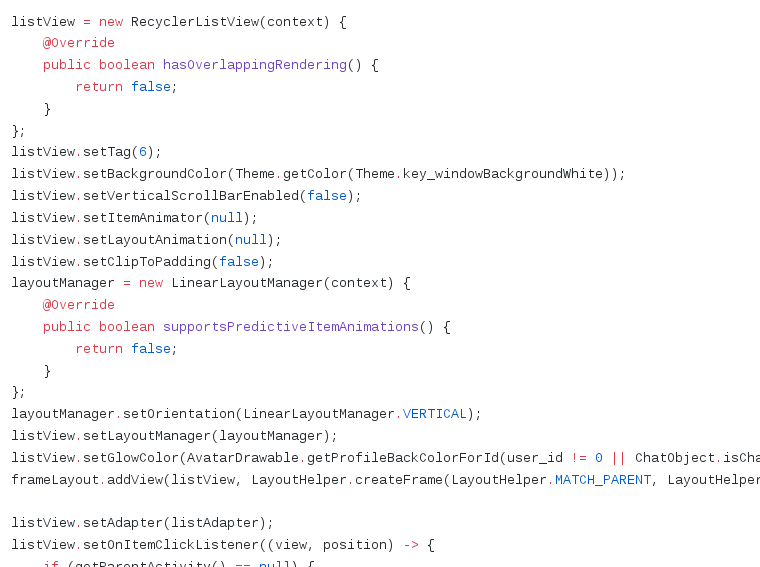 listView = new RecyclerListView(context) {
    @Override
    public boolean hasOverlappingRendering() {
        return false;
    }
};
listView.setTag(6);
listView.setBackgroundColor(Theme.getColor(Theme.key_windowBackgroundWhite));
listView.setVerticalScrollBarEnabled(false);
listView.setItemAnimator(null);
listView.setLayoutAnimation(null);
listView.setClipToPadding(false);
layoutManager = new LinearLayoutManager(context) {
    @Override
    public boolean supportsPredictiveItemAnimations() {
        return false;
    }
};
layoutManager.setOrientation(LinearLayoutManager.VERTICAL);
listView.setLayoutManager(layoutManager);
listView.setGlowColor(AvatarDrawable.getProfileBackColorForId(user_id != 0 || ChatObject.isCha
frameLayout.addView(listView, LayoutHelper.createFrame(LayoutHelper.MATCH_PARENT, LayoutHelper

listView.setAdapter(listAdapter);
listView.setOnItemClickListener((view, position) -> {
    if (getParentActivity() == null) {